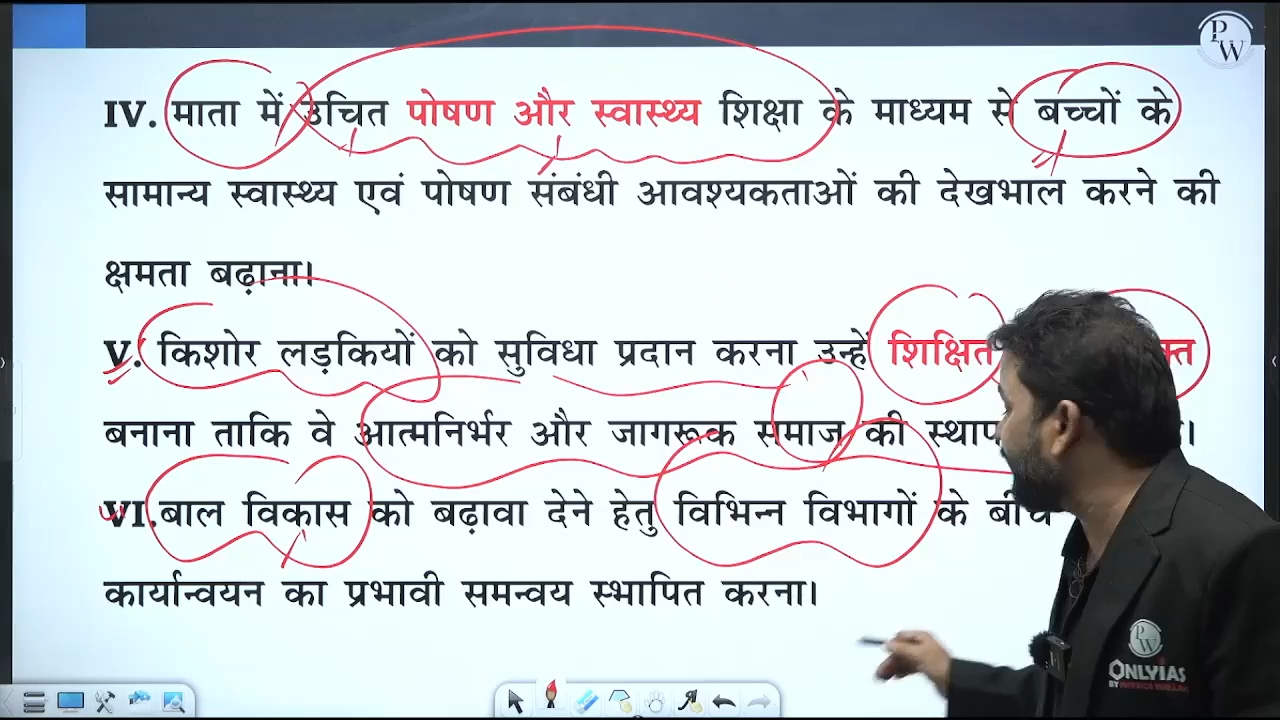 PW
IV. माता में उचित पोषण और स्वास्थ्य शिक्षा के माध्यम से बच्चों के
सामान्य स्वास्थ्य एवं पोषण संबंधी आवश्यकताओं की देखभाल करने की
क्षमता बढ़ाना।
V. किशोर लड़कियों को सुविधा प्रदान करना उन्हें शिक्षित
बनाना ताकि वे आत्मनिर्भर और जागरूक समाज की
VI. बाल विकास को बढ़ावा देने हेतु विभिन्न विभागों के बीच
कार्यान्वयन का प्रभावी समन्वय स्थापित करना।
PW
ONLYIAS
BY PHYSICS WALLAH